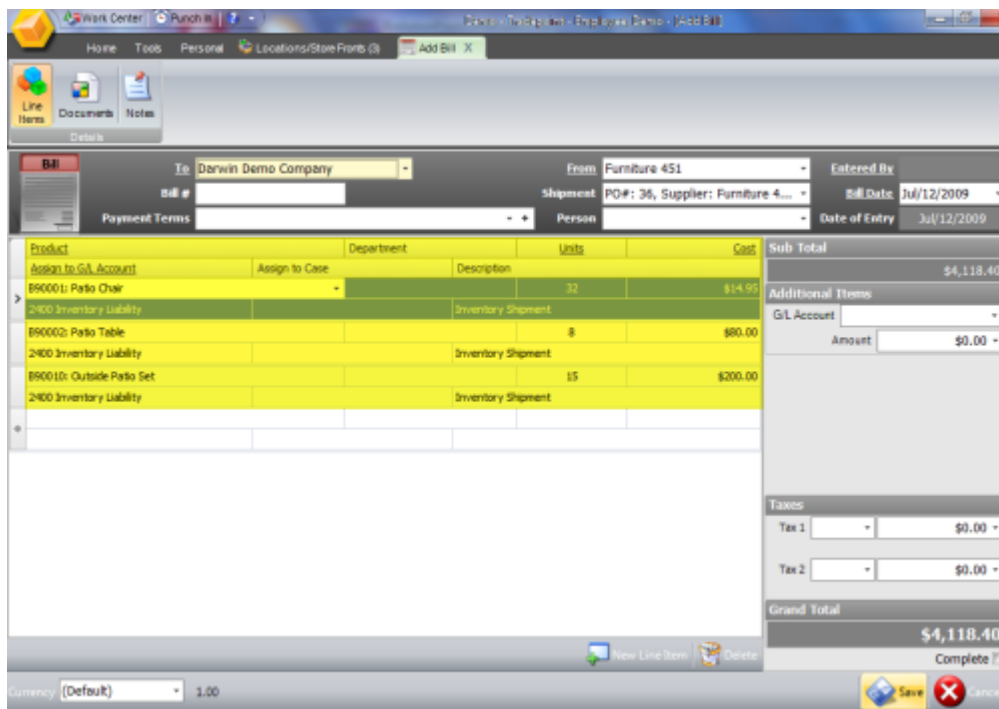 Work Center Punch in
Home Tools Personal Locations/Store Fronts (3) Add Bill X
Line Items Documents Notes
Details
Bill
To Darwin Demo Company From Furniture 451 Entered By
Bill # Shipment PO#: 36, Supplier: Furniture 4... Bill Date Jul/12/2009
Payment Terms Person Date of Entry Jul/12/2009
Product Department Units Cost Sub Total
Assign to G/L Account Assign to Case Description $4,118.40
B90001: Patio Chair 32 $14.95 Additional Items
2400 Inventory Liability Inventory Shipment G/L Account
B90002: Patio Table 8 $80.00 Amount $0.00
2400 Inventory Liability Inventory Shipment
B90010: Outside Patio Set 15 $200.00
2400 Inventory Liability Inventory Shipment
Taxes
Tax 1 $0.00
Tax 2 $0.00
Grand Total
$4,118.40
New Line Item Delete Complete
Currency (Default) 1.00 Save Cance